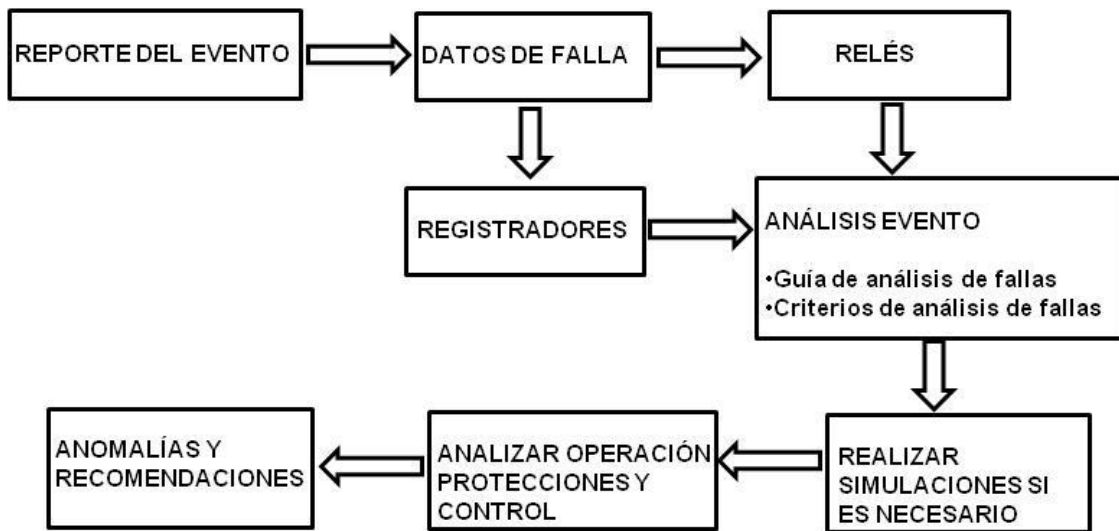 REPORTE DEL EVENTO
DATOS DE FALLA
RELÉS
REGISTRADORES
ANÁLISIS EVENTO
•Guía de análisis de fallas
•Criterios de análisis de fallas
REALIZAR
SIMULACIONES SI
ES NECESARIO
ANALIZAR OPERACIÓN
PROTECCIONES Y
CONTROL
ANOMALÍAS Y
RECOMENDACIONES